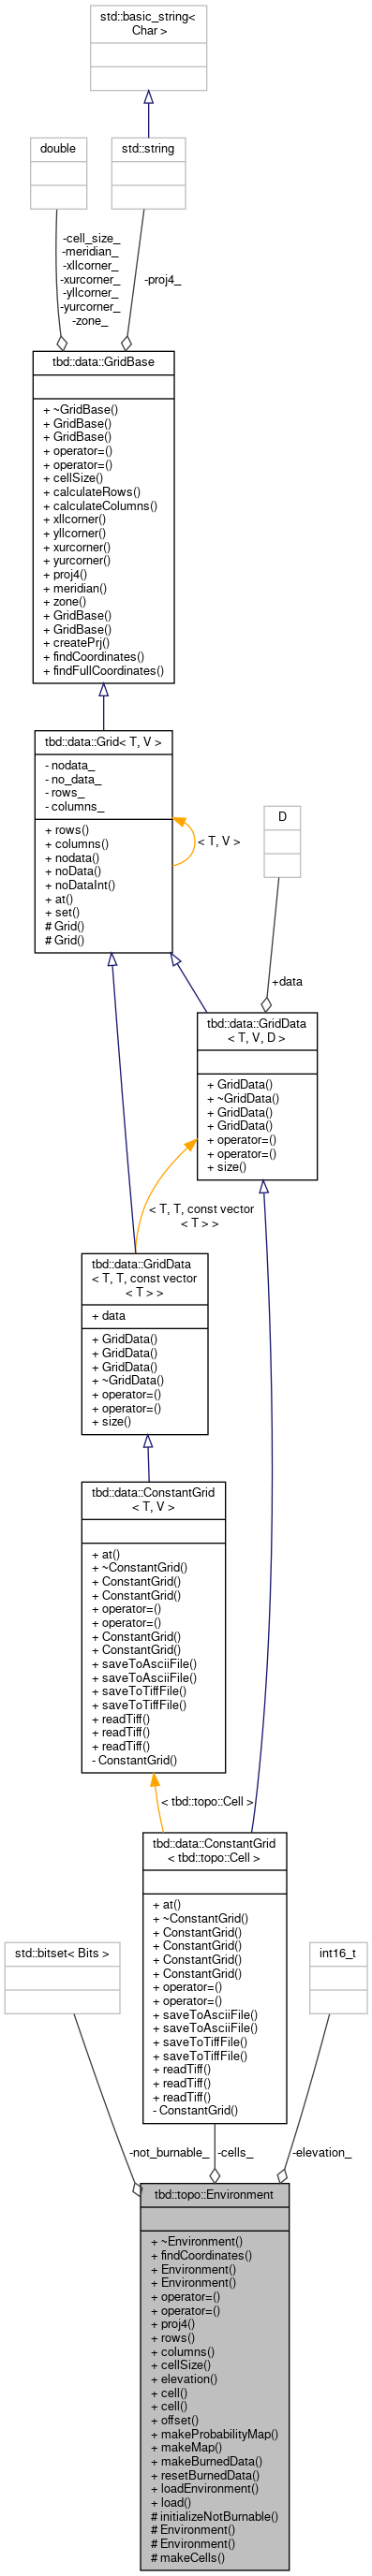 std::basic_string<
Char >
double
std::string
-cell_size_
-meridian_
-xllcorner_
-xurcorner_
-yllcorner_
-yurcorner_
-zone_
-proj4_
tbd::data::GridBase
+ ~GridBase()
+ GridBase()
+ GridBase()
+ operator=()
+ operator=()
+ cellSize()
+ calculateRows()
+ calculateColumns()
+ xllcorner()
+ yllcorner()
+ xurcorner()
+ yurcorner()
+ proj4()
+ meridian()
+ zone()
+ GridBase()
+ GridBase()
+ createPrj()
+ findCoordinates()
+ findFullCoordinates()
tbd::data::Grid< T, V >
- nodata_
- no_data_
- rows_
- columns_
+ rows()
+ columns()
+ nodata()
+ noData()
+ noDataInt()
+ at()
+ set()
# Grid()
# Grid()
< T, V >
D
+data
tbd::data::GridData
< T, V, D >
+ GridData()
+ ~GridData()
+ GridData()
+ GridData()
+ operator=()
+ operator=()
+ size()
< T, T, const vector
< T > >
tbd::data::GridData
< T, T, const vector
< T > >
+ data
+ GridData()
+ GridData()
+ GridData()
+ ~GridData()
+ operator=()
+ operator=()
+ size()
tbd::data::ConstantGrid
< T, V >
+ at()
+ ~ConstantGrid()
+ ConstantGrid()
+ ConstantGrid()
+ operator=()
+ operator=()
+ ConstantGrid()
+ ConstantGrid()
+ saveToAsciiFile()
+ saveToAsciiFile()
+ saveToTiffFile()
+ saveToTiffFile()
+ readTiff()
+ readTiff()
+ readTiff()
- ConstantGrid()
< tbd::topo::Cell >
tbd::data::ConstantGrid
< tbd::topo::Cell >
+ at()
+ ~ConstantGrid()
+ ConstantGrid()
+ ConstantGrid()
+ ConstantGrid()
+ ConstantGrid()
+ operator=()
+ operator=()
+ saveToAsciiFile()
+ saveToAsciiFile()
+ saveToTiffFile()
+ saveToTiffFile()
+ readTiff()
+ readTiff()
+ readTiff()
- ConstantGrid()
std::bitset< Bits >
int16_t
-not_burnable_
-cells_
-elevation_
tbd::topo::Environment
+ ~Environment()
+ findCoordinates()
+ Environment()
+ Environment()
+ operator=()
+ operator=()
+ proj4()
+ rows()
+ columns()
+ cellSize()
+ elevation()
+ cell()
+ cell()
+ offset()
+ makeProbabilityMap()
+ makeMap()
+ makeBurnedData()
+ resetBurnedData()
+ loadEnvironment()
+ load()
# initializeNotBurnable()
# Environment()
# Environment()
# makeCells()